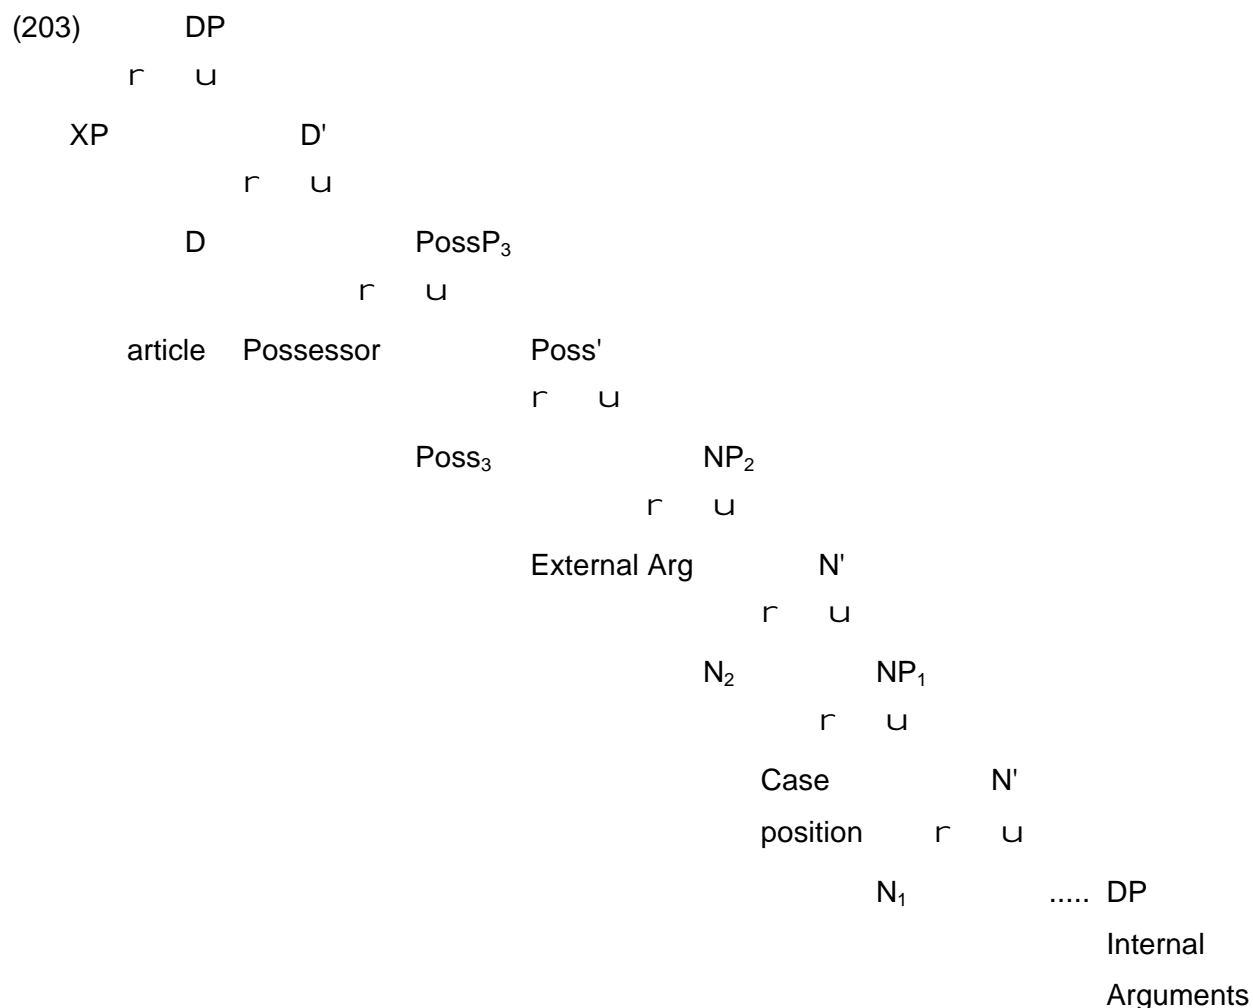 (203) DP
r u
XP D'
r u
D PossP₃
r u
article Possessor Poss'
r u
Poss₃ NP₂
r u
External Arg N'
r u
N₂ NP₁
r u
Case N'
position r u
N₁ ..... DP
Internal
Arguments